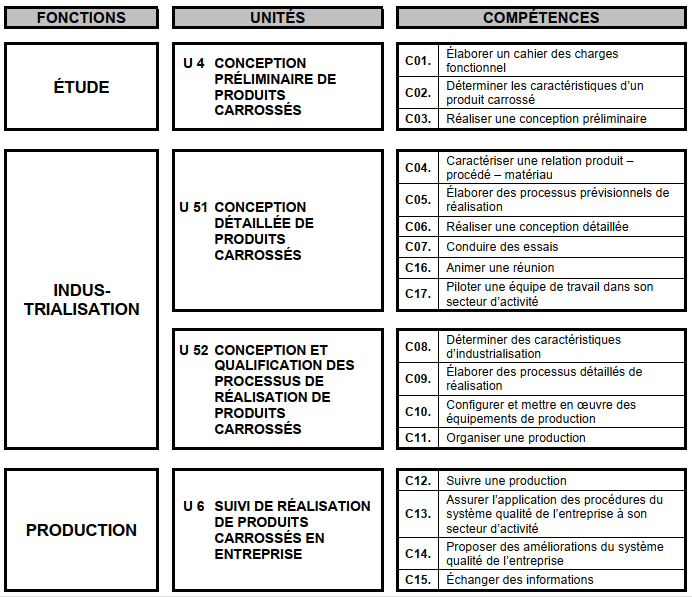 FONCTIONS
UNITÉS
COMPÉTENCES
ÉTUDE
U 4 CONCEPTION
PRÉLIMINAIRE DE
PRODUITS
CARROSSÉS
C01. Élaborer un cahier des charges
fonctionnel
C02. Déterminer les caractéristiques d’un
produit carrossé
C03. Réaliser une conception préliminaire
INDUS-
TRIALISATION
U 51 CONCEPTION
DÉTAILLÉE DE
PRODUITS
CARROSSÉS
C04. Caractériser une relation produit –
procédé – matériau
C05. Élaborer des processus prévisionnels de
réalisation
C06. Réaliser une conception détaillée
C07. Conduire des essais
C16. Animer une réunion
C17. Piloter une équipe de travail dans son
secteur d’activité
U 52 CONCEPTION ET
QUALIFICATION DES
PROCESSUS DE
RÉALISATION DE
PRODUITS
CARROSSÉS
C08. Déterminer des caractéristiques
d’industrialisation
C09. Élaborer des processus détaillés de
réalisation
C10. Configurer et mettre en œuvre des
équipements de production
C11. Organiser une production
PRODUCTION
U 6 SUIVI DE RÉALISATION
DE PRODUITS
CARROSSÉS EN
ENTREPRISE
C12. Suivre une production
C13. Assurer l’application des procédures du
système qualité de l’entreprise à son
secteur d’activité
C14. Proposer des améliorations du système
qualité de l’entreprise
C15. Échanger des informations